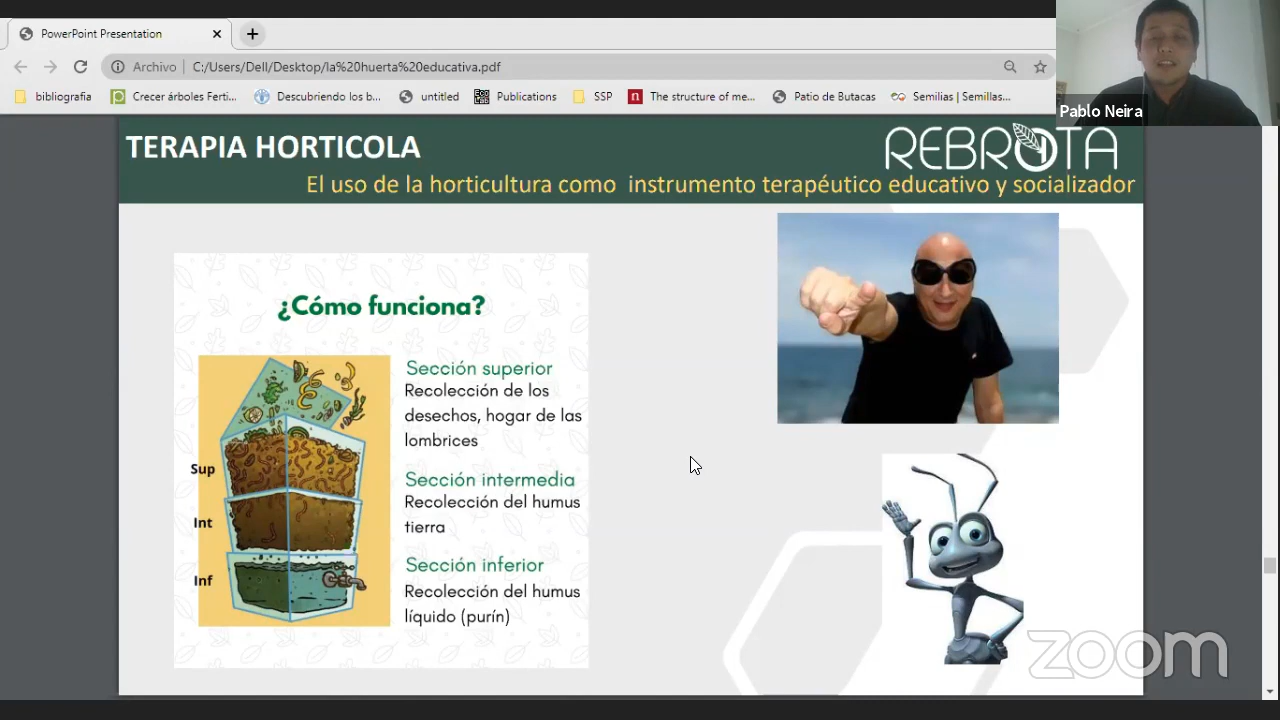 PowerPoint Presentation
Archivo | C:/Users/Dell/Desktop/la%20huerta%20educativa.pdf
bibliografia
Crecer árboles Ferti...
Descubriendo los b...
untitled
Publications
SSP
The structure of me...
Patio de Butacas
Semilias | Semillas...
Pablo Neira
TERAPIA HORTICOLA
REBROTA
El uso de la horticultura como instrumento terapéutico educativo y socializador
¿Cómo funciona?
Sup
Int
Inf
Sección superior
Recolección de los
desechos, hogar de las
lombrices
Sección intermedia
Recolección del humus
tierra
Sección inferior
Recolección del humus
líquido (purín)
zoom